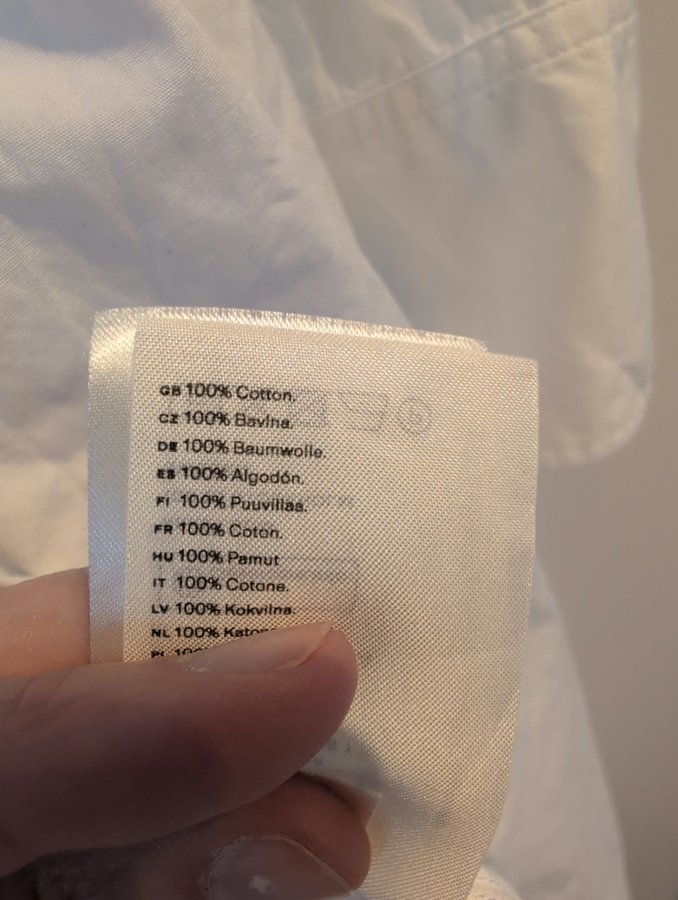 GB 100% Cotton.
CZ 100% Bavlna.
DE 100% Baumwolle.
ES 100% Algodón.
FI 100% Puuvillaa.
FR 100% Coton.
HU 100% Pamut
IT 100% Cotone.
LV 100% Kokvilna.
NL 100%